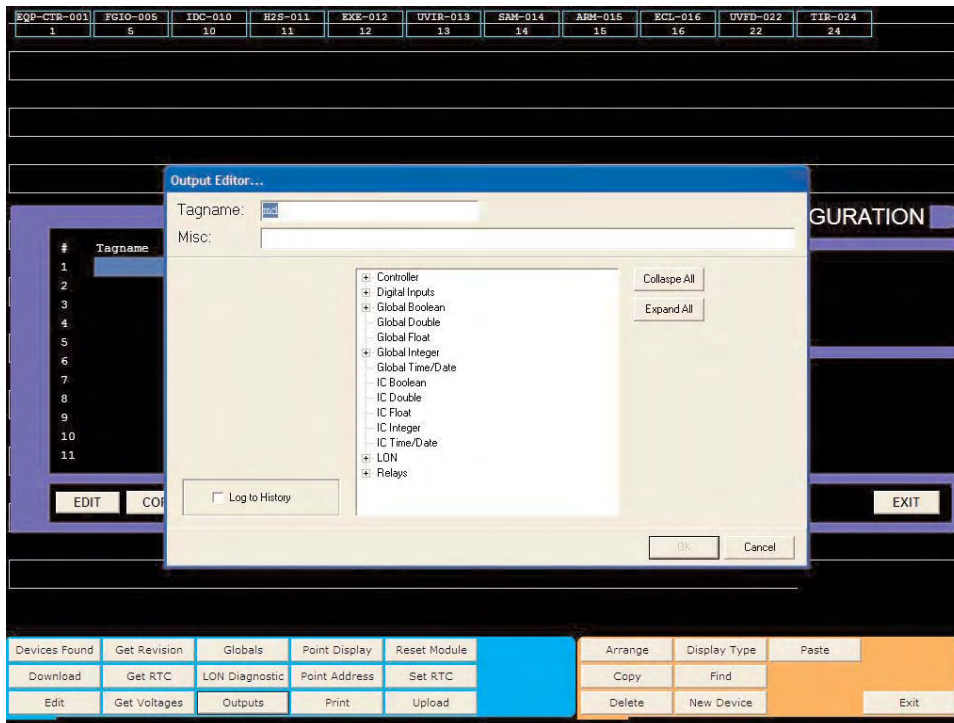 EQP-CTR-001 FGIO-005 IDC-010 H2S-011 EXE-012 UVIR-013 SAM-014 ARM-015 ECL-016 UVFD-022 TIR-024
1 5 10 11 12 13 14 15 16 22 24
Output Editor...
Tagname: md
Misc:
GURATION
# Tagname
1
2
3
4
5
6
7
8
9
10
11
Controller
Digital Inputs
Global Boolean
Global Double
Global Float
Global Integer
Global Time/Date
IC Boolean
IC Double
IC Float
IC Integer
IC Time/Date
LON
Relays
Collaspe All
Expand All
Log to History
EDIT COP EXIT
OK Cancel
Devices Found Get Revision Globals Point Display Reset Module Arrange Display Type Paste
Download Get RTC LON Diagnostic Point Address Set RTC Copy Find
Edit Get Voltages Outputs Print Upload Delete New Device Exit